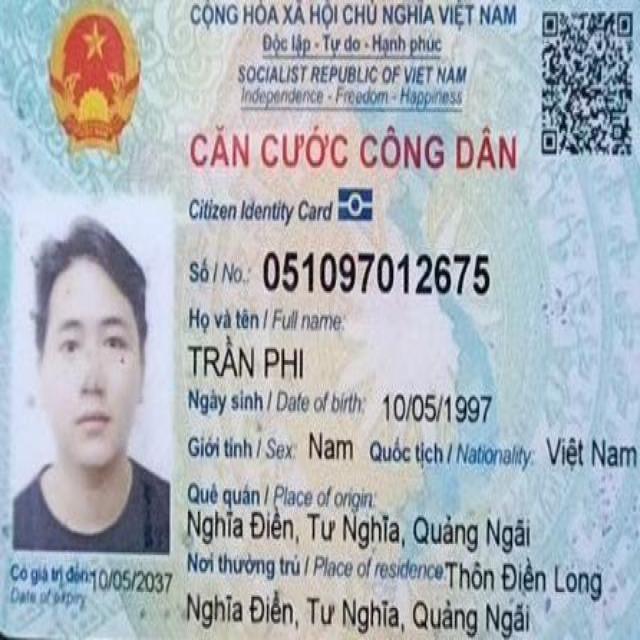 CỘNG HÒA XÃ HỘI CHỦ NGHĨA VIỆT NAM
Độc lập - Tự do - Hạnh phúc
SOCIALIST REPUBLIC OF VIET NAM
Independence - Freedom - Happiness
CĂN CƯỚC CÔNG DÂN
Citizen Identity Card
Số / No.: 051097012675
Họ và tên / Full name:
TRẦN PHI
Ngày sinh / Date of birth: 10/05/1997
Giới tính / Sex: Nam Quốc tịch / Nationality: Việt Nam
Quê quán / Place of origin:
Nghĩa Điền, Tư Nghĩa, Quảng Ngãi
Nơi thường trú / Place of residence: Thôn Điền Long
Nghĩa Điền, Tư Nghĩa, Quảng Ngãi
Có giá trị đến: 10/05/2037
Date of expiry